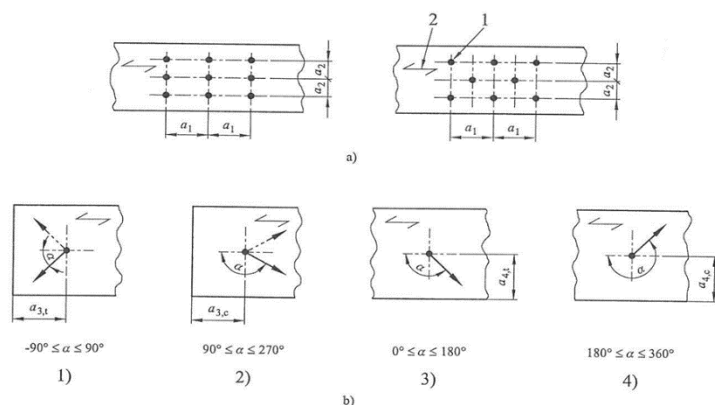 2 1
a₂
a₂
a₂
a₂
a₁ a₁
a₁ a₁
a)
α
α
α
α
a₃,t
a₃,c
a₄,t
a₄,c
-90° ≤ α ≤ 90°
90° ≤ α ≤ 270°
0° ≤ α ≤ 180°
180° ≤ α ≤ 360°
1)
2)
3)
4)
b)